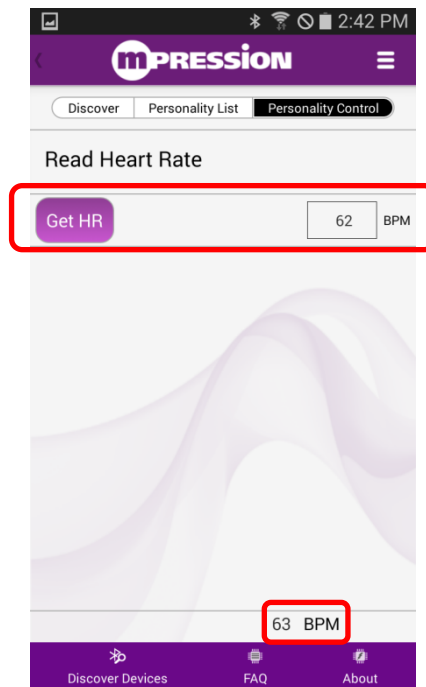 2:42 PM
mpression
Discover Personality List Personality Control
Read Heart Rate
Get HR 62 BPM
63 BPM
Discover Devices FAQ About